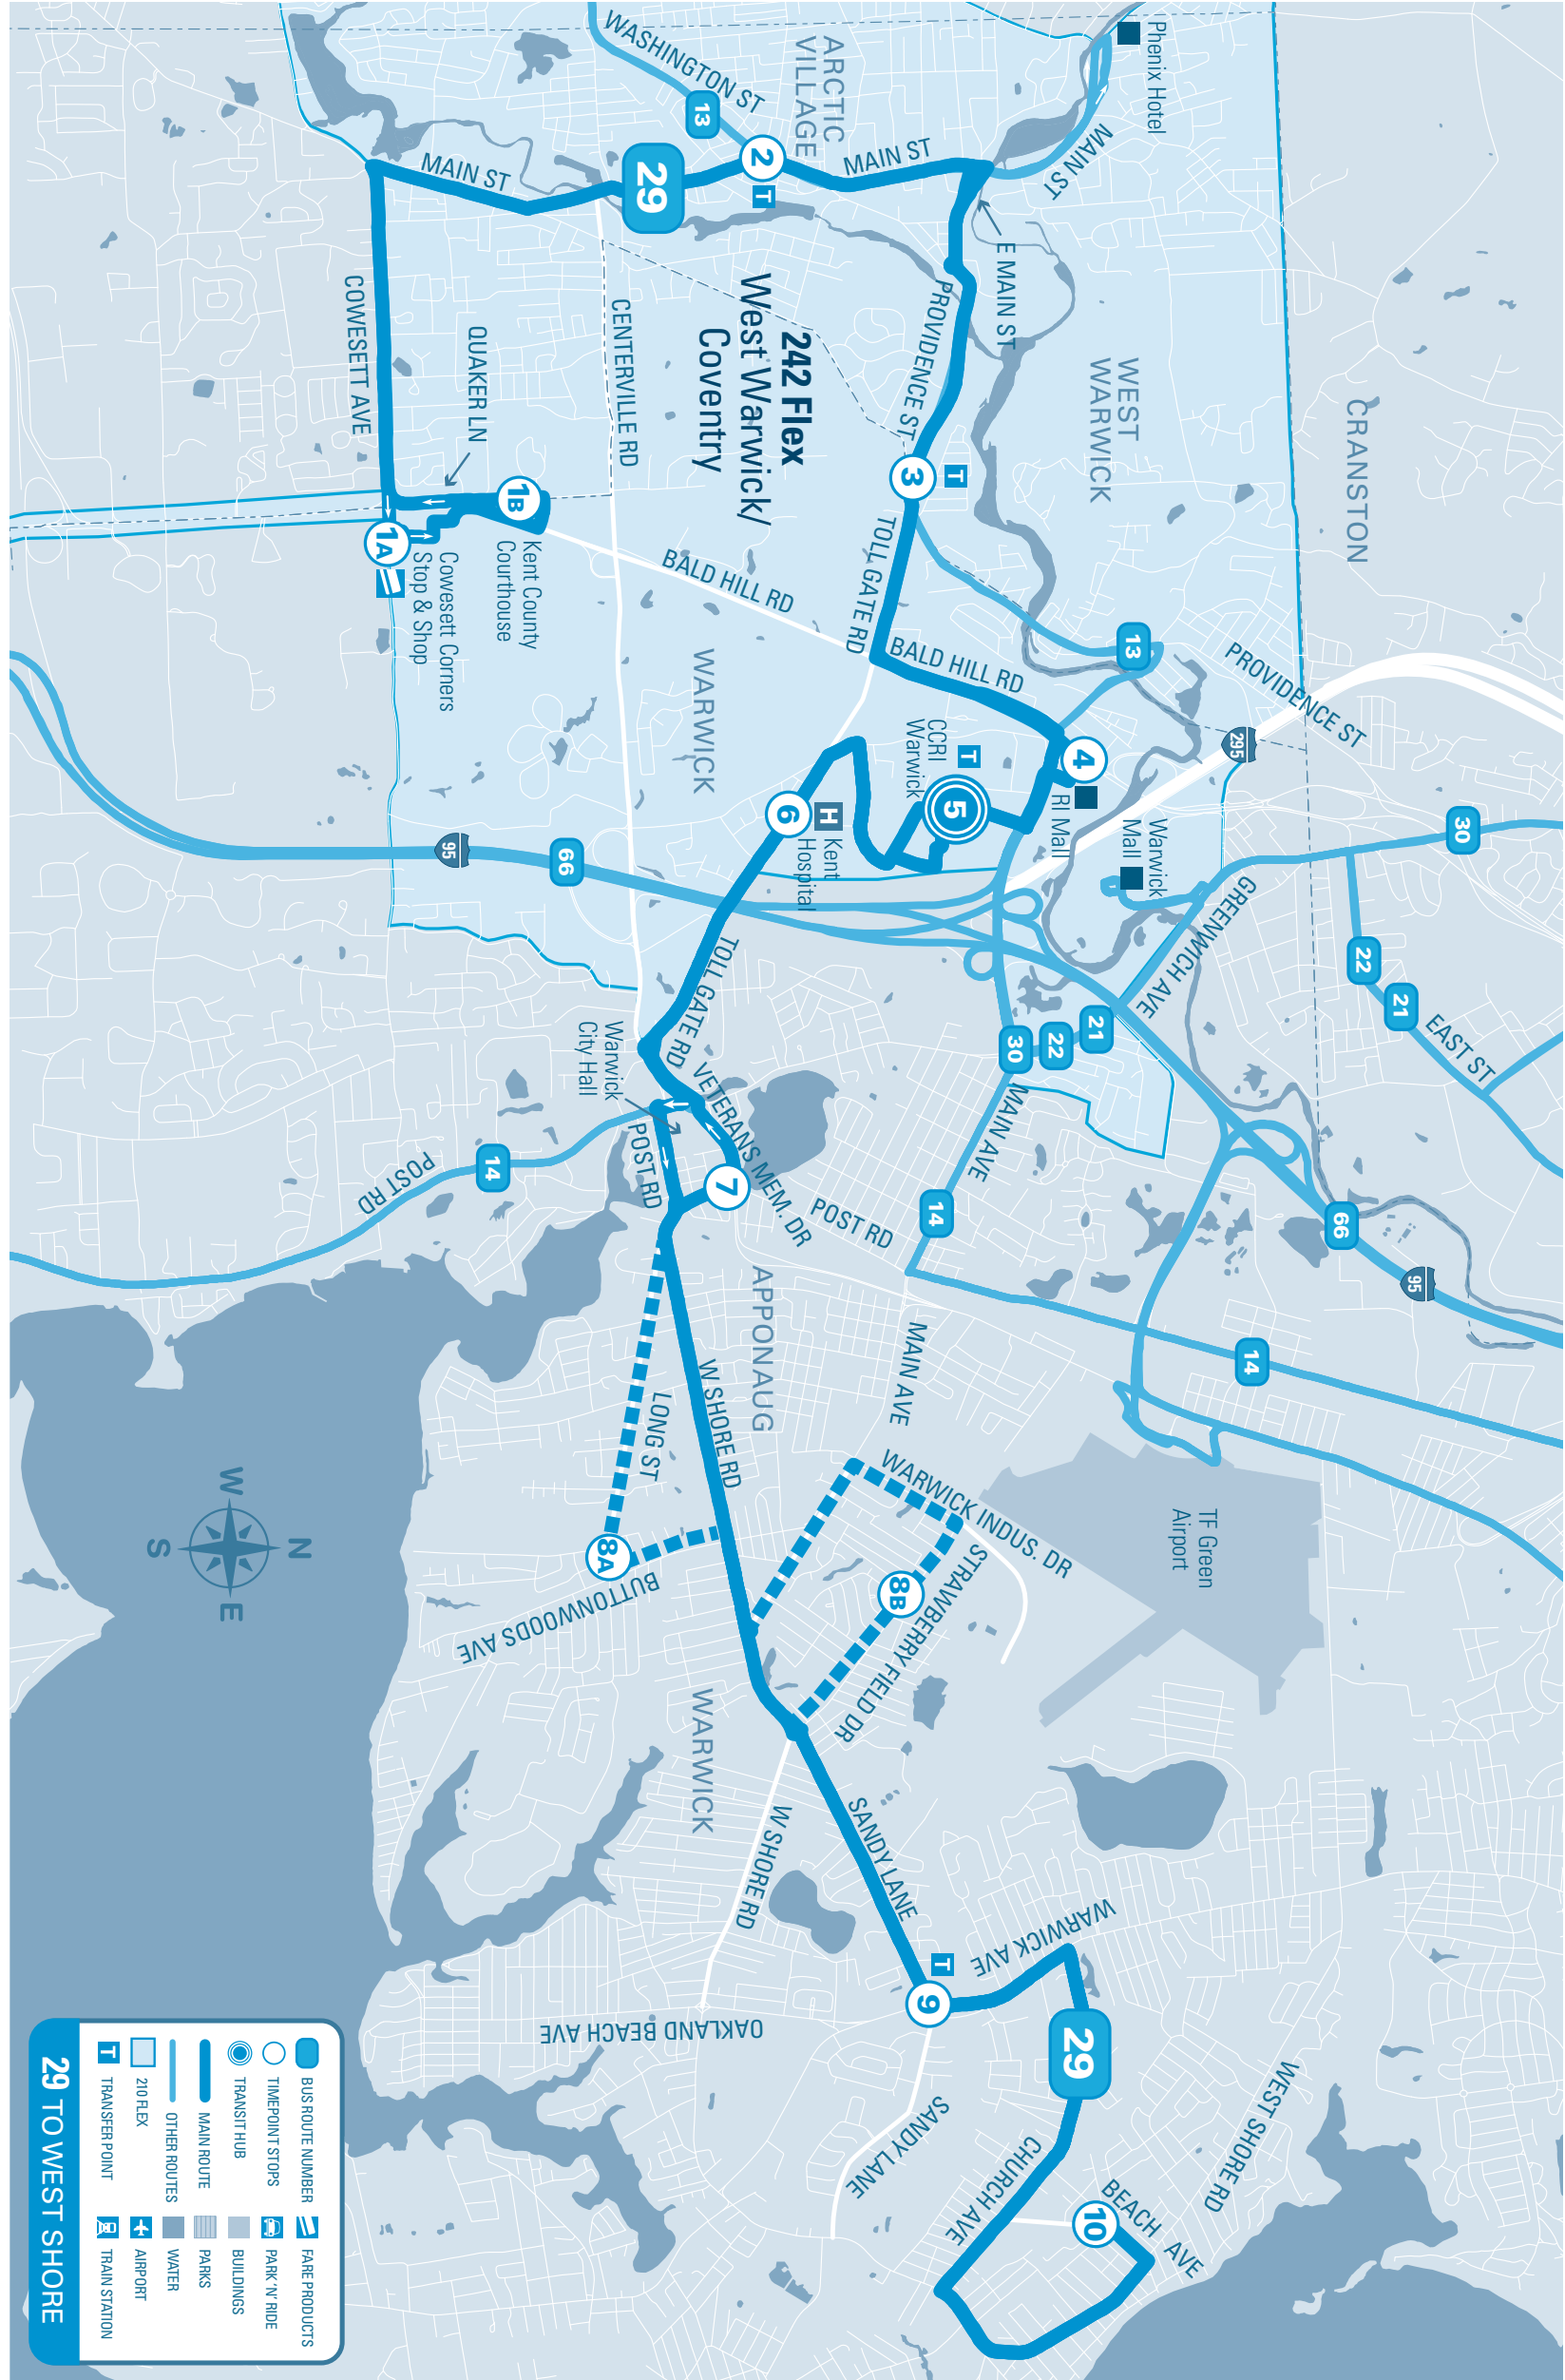 Phenix Hotel
MAIN ST
WASHINGTON ST
13
ARCTIC
VILLAGE
2
T
MAIN ST
29
MAIN ST
E MAIN ST
PROVIDENCE ST
WEST
WARWICK
CRANSTON
242 Flex
West Warwick/
Coventry
CENTERVILLE RD
COWESETT AVE
QUAKER LN
3
T
1B
Kent County
Courthouse
1A
Cowesett Corners
Stop & Shop
TOLL GATE RD
BALD HILL RD
BALD HILL RD
13
PROVIDENCE ST
295
WARWICK
CCRI
Warwick
T
5
4
RI Mall
Warwick
Mall
6
H
Kent
Hospital
95
66
30
GREENWICH AVE
22
21
EAST ST
21
22
30
MAIN AVE
TOLL GATE RD
Warwick
City Hall
VETERANS MEM. DR
POST RD
7
POST RD
14
POST RD
14
66
95
14
APPONAUG
MAIN AVE
W SHORE RD
LONG ST
WARWICK INDUS. DR
TF Green
Airport
8A
BUTTONWOODS AVE
8B
STRAWBERRY FIELD DR
N
W
E
S
WARWICK
W SHORE RD
SANDY LANE
WARWICK AVE
T
9
OAKLAND BEACH AVE
29
SANDY LANE
WEST SHORE RD
CHURCH AVE
BEACH AVE
10
BUS ROUTE NUMBER
TIMEPOINT STOPS
TRANSIT HUB
MAIN ROUTE
OTHER ROUTES
210 FLEX
T
TRANSFER POINT
FARE PRODUCTS
PARK 'N' RIDE
BUILDINGS
PARKS
WATER
AIRPORT
TRAIN STATION
29 TO WEST SHORE